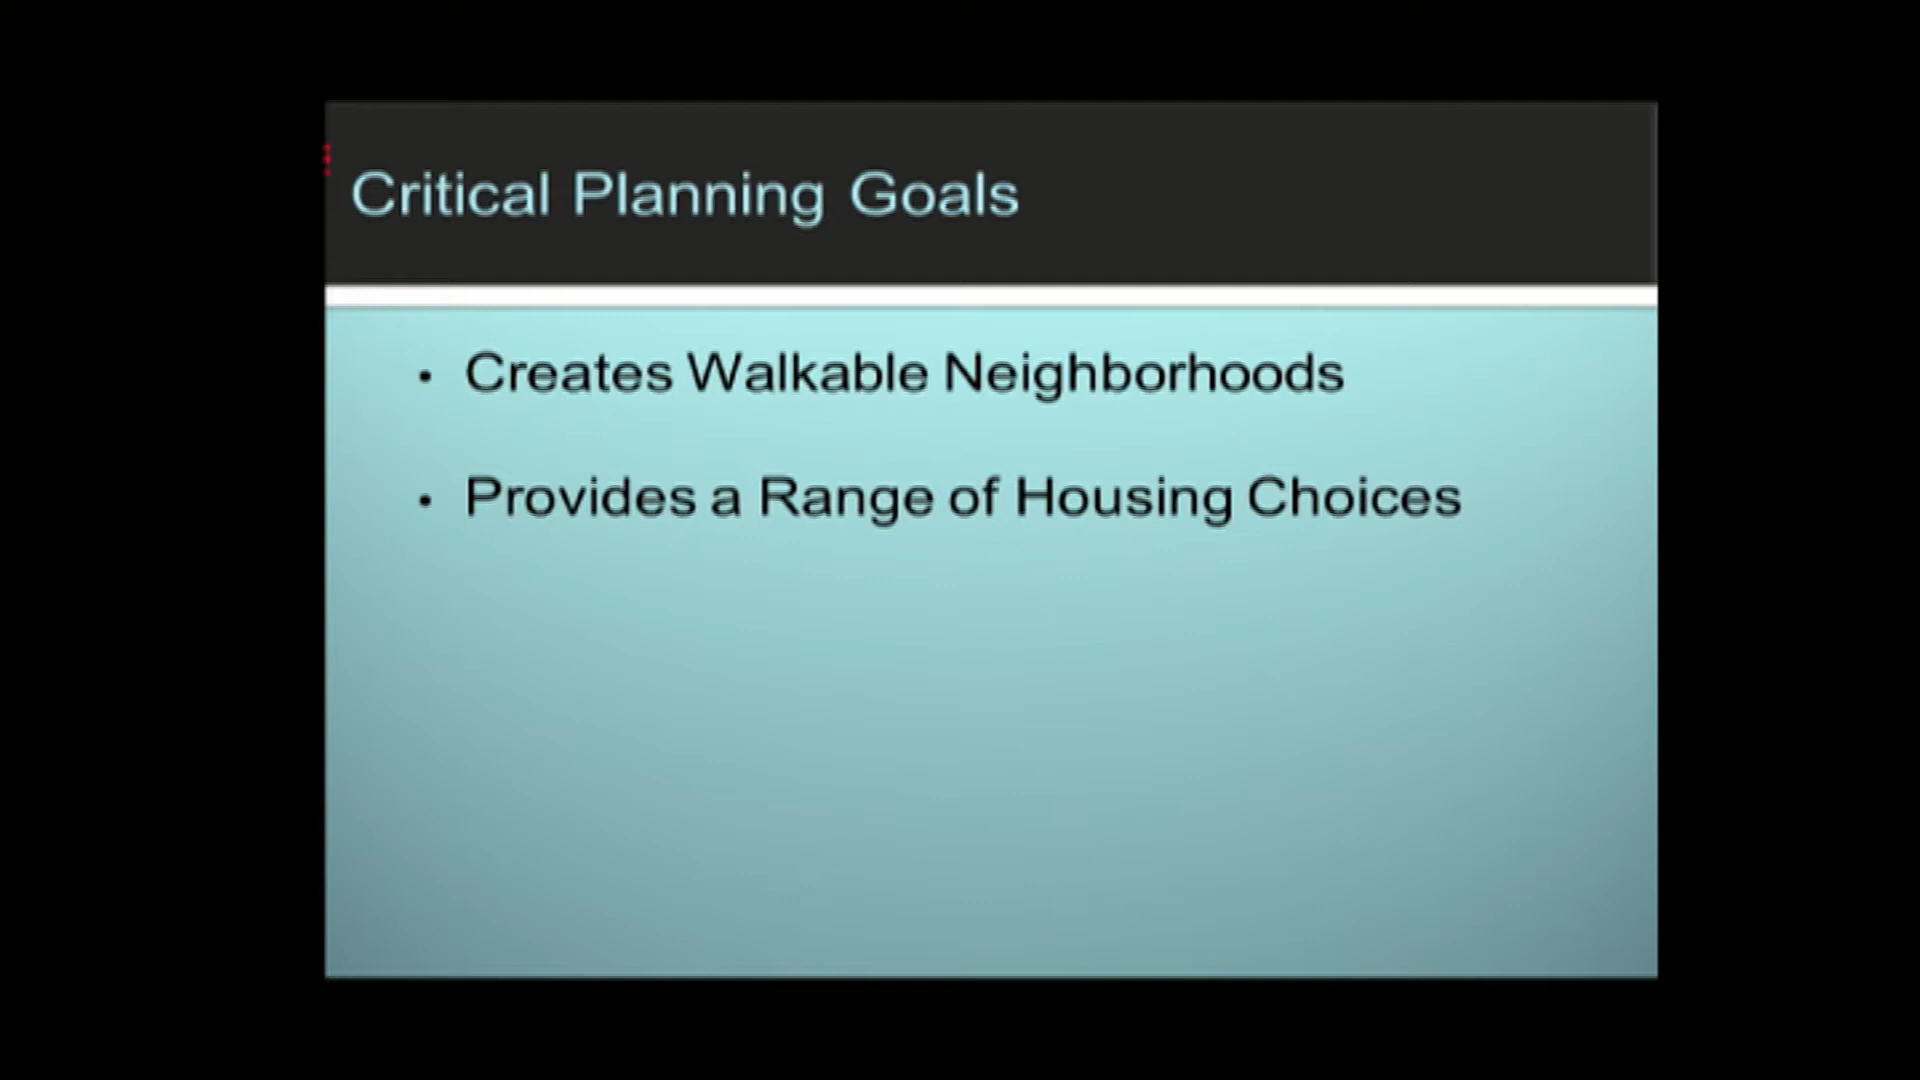 Critical Planning Goals
• Creates Walkable Neighborhoods
• Provides a Range of Housing Choices